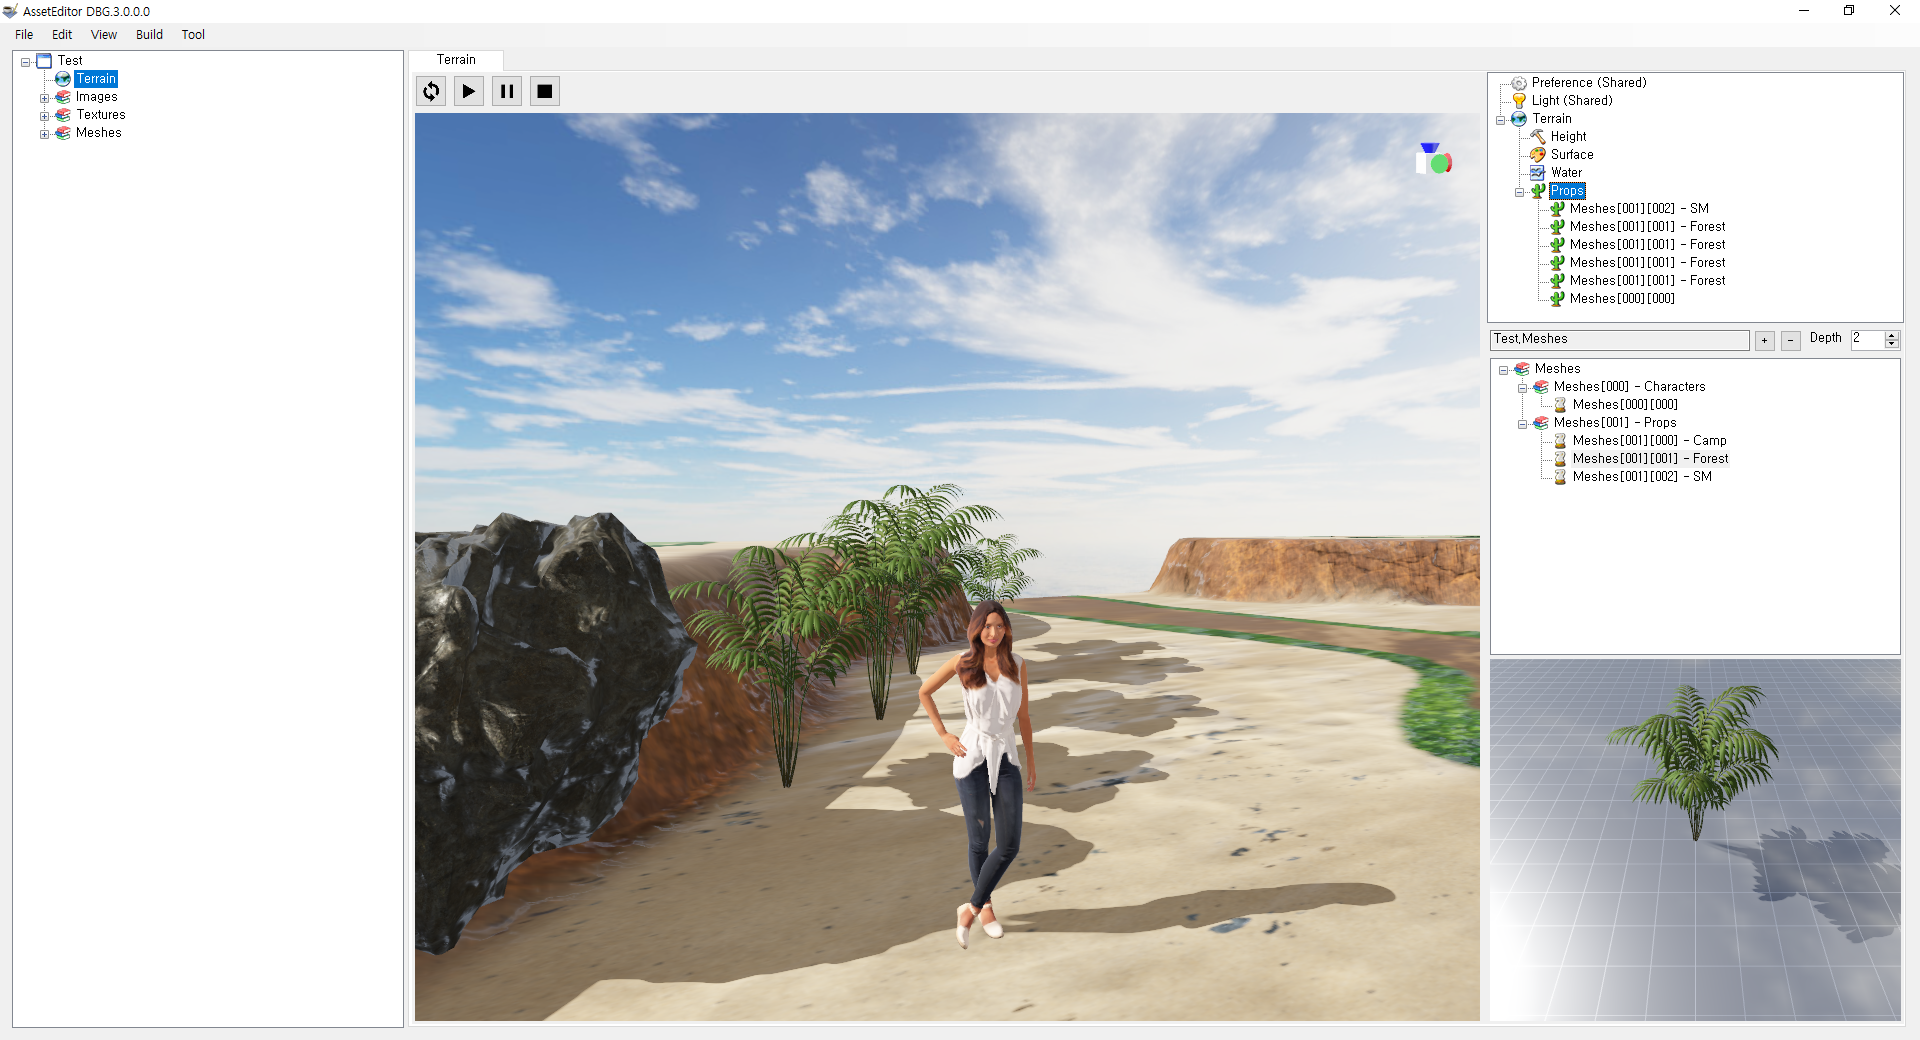 AssetEditor DBG.3.0.0.0
File Edit View Build Tool
Test
Terrain
Images
Textures
Meshes
Terrain
Preference (Shared)
Light (Shared)
Terrain
Height
Surface
Water
Props
Meshes[001][002] - SM
Meshes[001][001] - Forest
Meshes[001][001] - Forest
Meshes[001][001] - Forest
Meshes[001][001] - Forest
Meshes[000][000]
Test.Meshes + - Depth 2
Meshes
Meshes[000] - Characters
Meshes[000][000]
Meshes[001] - Props
Meshes[001][000] - Camp
Meshes[001][001] - Forest
Meshes[001][002] - SM